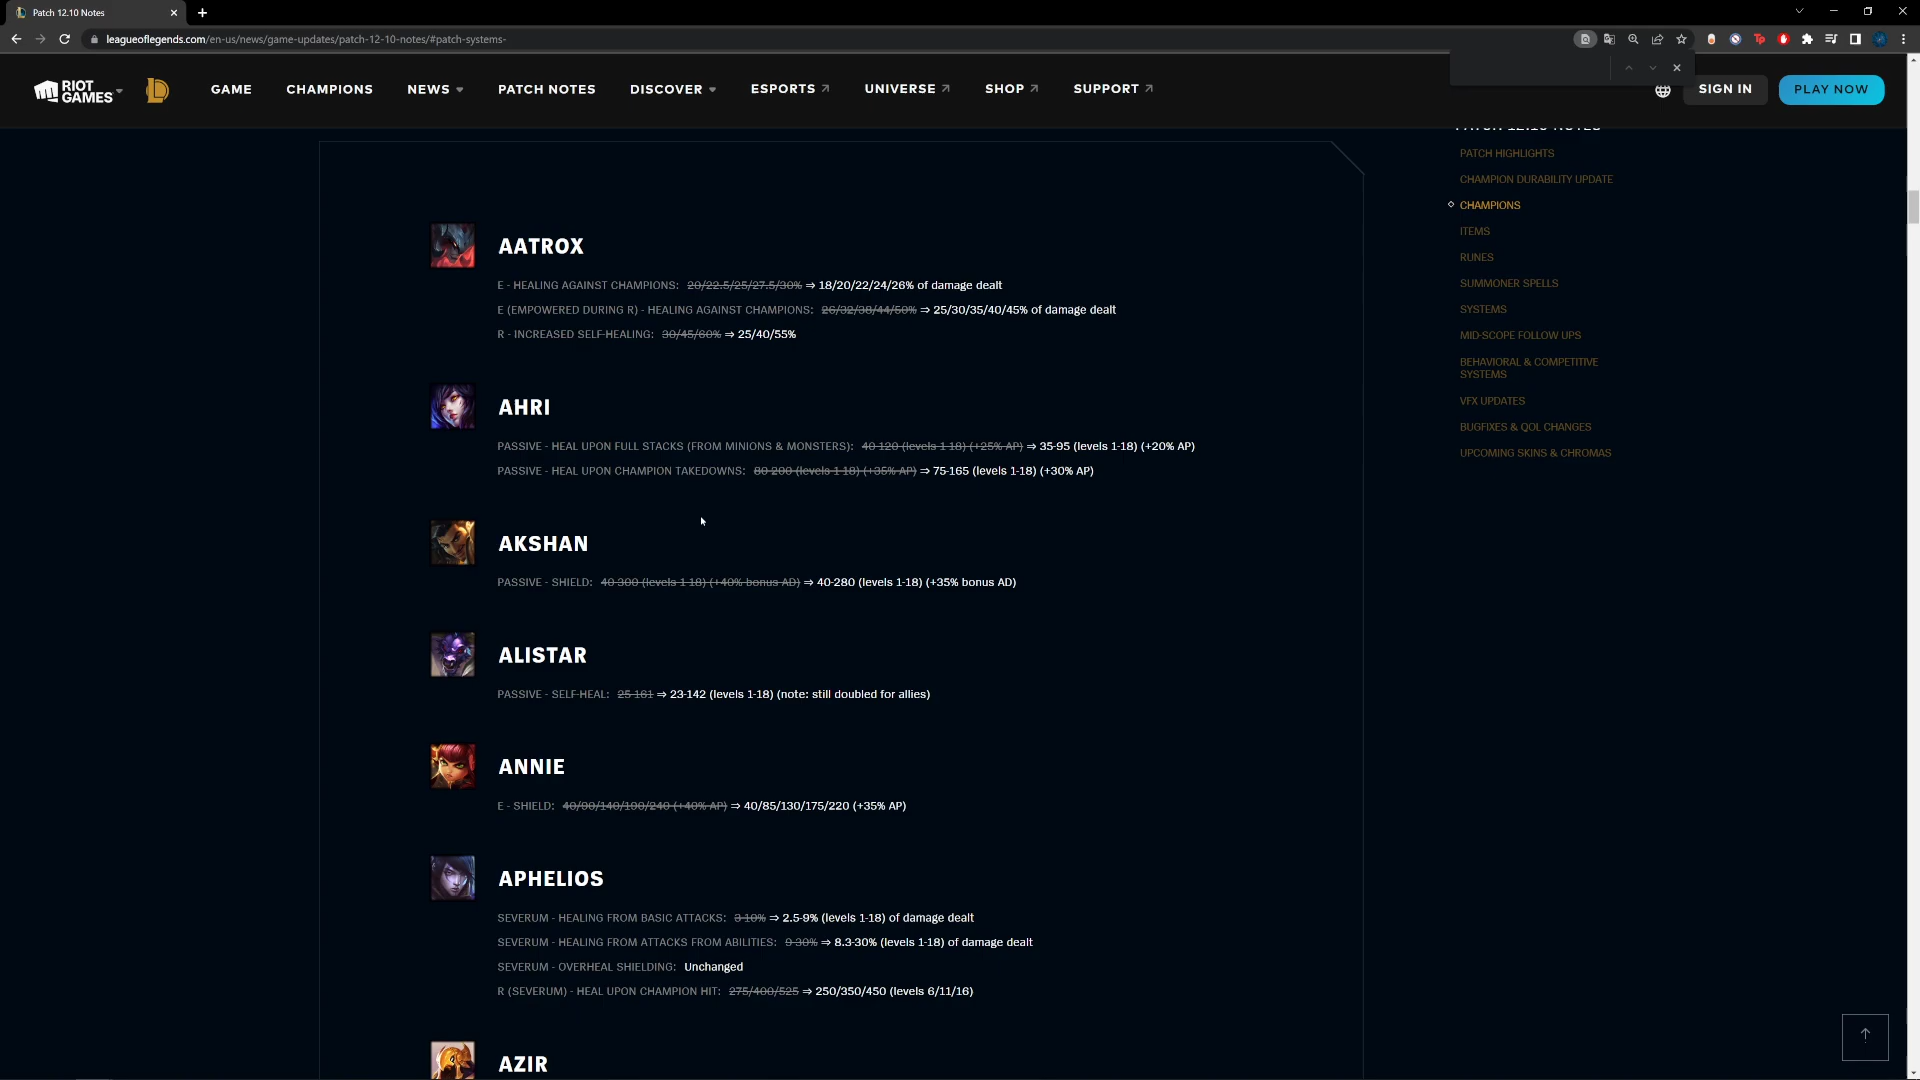 Patch 12.10 Notes
leagueoflegends.com/en-us/news/game-updates/patch-12-10-notes/#patch-systems-
RIOT GAMES
GAME
CHAMPIONS
NEWS
PATCH NOTES
DISCOVER
ESPORTS
UNIVERSE
SHOP
SUPPORT
SIGN IN
PLAY NOW
AATROX
E - HEALING AGAINST CHAMPIONS: 20/22.5/25/27.5/30% ⇒ 18/20/22/24/26% of damage dealt
E (EMPOWERED DURING R) - HEALING AGAINST CHAMPIONS: 26/32/38/44/50% ⇒ 25/30/35/40/45% of damage dealt
R - INCREASED SELF-HEALING: 30/45/60% ⇒ 25/40/55%
AHRI
PASSIVE - HEAL UPON FULL STACKS (FROM MINIONS & MONSTERS): 40-120 (levels 1-18) (+25% AP) ⇒ 35-95 (levels 1-18) (+20% AP)
PASSIVE - HEAL UPON CHAMPION TAKEDOWNS: 80-200 (levels 1-18) (+35% AP) ⇒ 75-165 (levels 1-18) (+30% AP)
AKSHAN
PASSIVE - SHIELD: 40-300 (levels 1-18) (+40% bonus AD) ⇒ 40-280 (levels 1-18) (+35% bonus AD)
ALISTAR
PASSIVE - SELF-HEAL: 25-161 ⇒ 23-142 (levels 1-18) (note: still doubled for allies)
ANNIE
E - SHIELD: 40/90/140/190/240 (+40% AP) ⇒ 40/85/130/175/220 (+35% AP)
APHELIOS
SEVERUM - HEALING FROM BASIC ATTACKS: 3-10% ⇒ 2.5-9% (levels 1-18) of damage dealt
SEVERUM - HEALING FROM ATTACKS FROM ABILITIES: 9-30% ⇒ 8.3-30% (levels 1-18) of damage dealt
SEVERUM - OVERHEAL SHIELDING: Unchanged
R (SEVERUM) - HEAL UPON CHAMPION HIT: 275/400/525 ⇒ 250/350/450 (levels 6/11/16)
AZIR
PATCH 12.10 NOTES
PATCH HIGHLIGHTS
CHAMPION DURABILITY UPDATE
CHAMPIONS
ITEMS
RUNES
SUMMONER SPELLS
SYSTEMS
MID-SCOPE FOLLOW UPS
BEHAVIORAL & COMPETITIVE
SYSTEMS
VFX UPDATES
BUGFIXES & QOL CHANGES
UPCOMING SKINS & CHROMAS